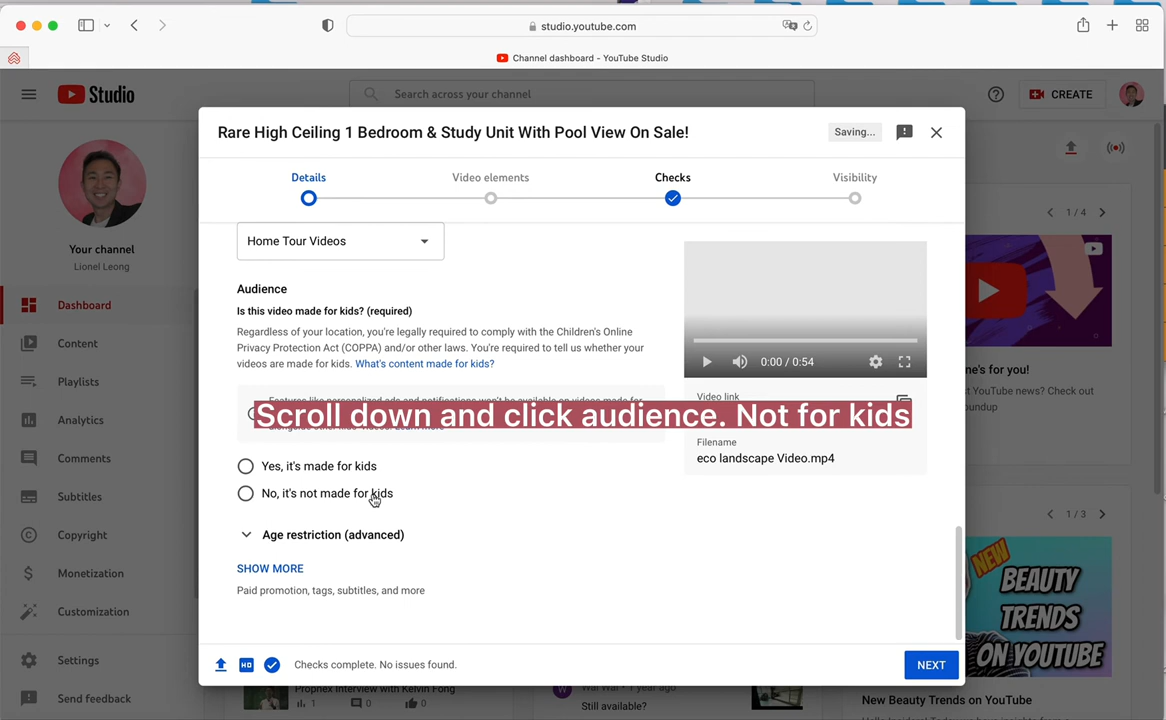 studio.youtube.com
Channel dashboard - YouTube Studio
Studio
Search across your channel
CREATE
Rare High Ceiling 1 Bedroom & Study Unit With Pool View On Sale!
Saving...
Details
Video elements
Checks
Visibility
Your channel
Lionel Leong
Dashboard
Content
Playlists
Analytics
Comments
Subtitles
Copyright
Monetization
Customization
Settings
Send feedback
Home Tour Videos
Audience
Is this video made for kids? (required)
Regardless of your location, you're legally required to comply with the Children's Online
Privacy Protection Act (COPPA) and/or other laws. You're required to tell us whether your
videos are made for kids. What's content made for kids?
Scroll down and click audience. Not for kids
Yes, it's made for kids
No, it's not made for kids
Age restriction (advanced)
SHOW MORE
Paid promotion, tags, subtitles, and more
0:00 / 0:54
Video link
Filename
eco landscape Video.mp4
HD
Checks complete. No issues found.
NEXT
1 / 4
ne's for you!
t YouTube news? Check out
oundup
1 / 3
NEW
BEAUTY
TRENDS
ON YOUTUBE
New Beauty Trends on YouTube
Propnex Interview with Kelvin Fong
1
0
0
1 year ago
Still available?